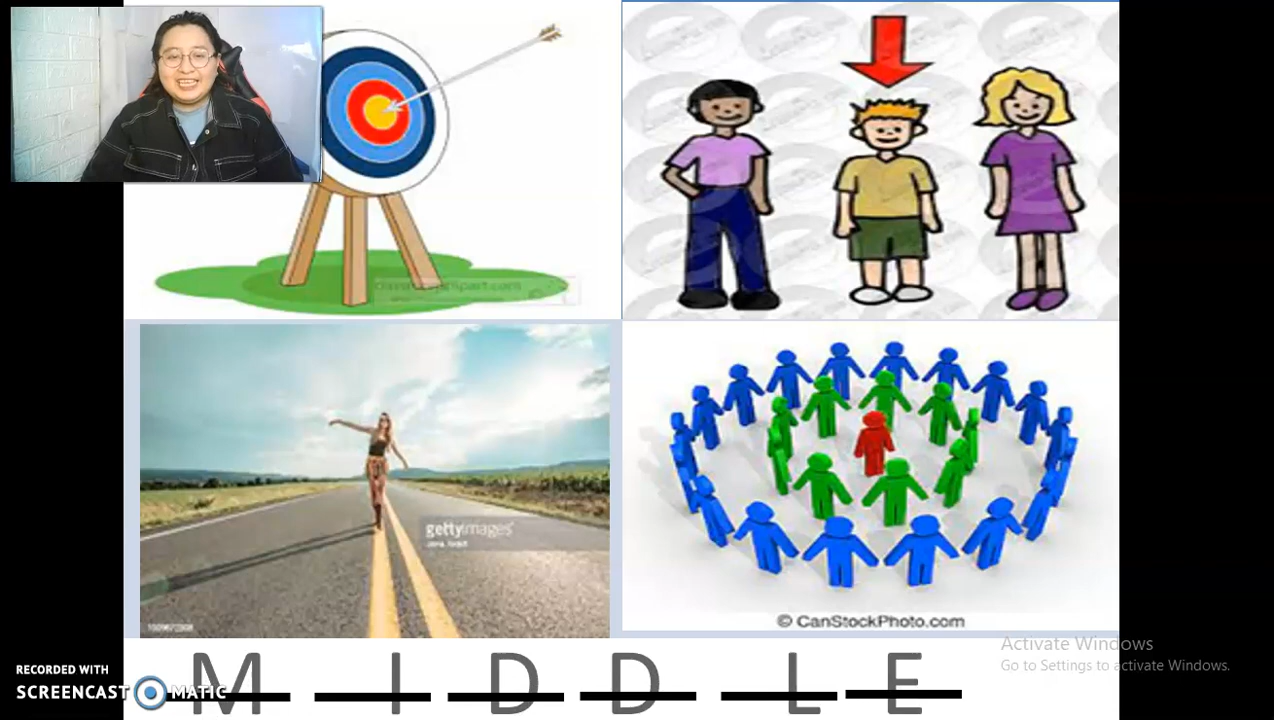 gettyimages
© CanStockPhoto.com
Activate Windows
Go to Settings to activate Windows.
RECORDED WITH
SCREENCAST MATIC
M I D D L E